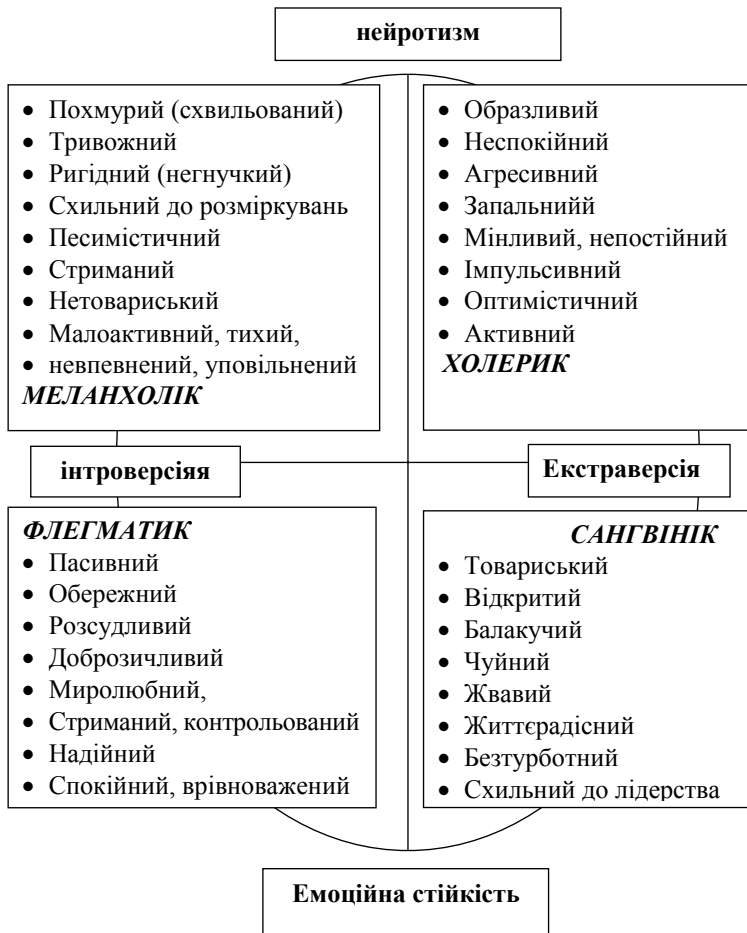 нейротизм
• Похмурий (схвильований)
• Тривожний
• Ригідний (негнучкий)
• Схильний до розміркувань
• Песимістичний
• Стриманий
• Нетовариський
• Малоактивний, тихий,
• невпевнений, уповільнений
МЕЛАНХОЛІК
• Образливий
• Неспокійний
• Агресивний
• Запальнийй
• Мінливий, непостійний
• Імпульсивний
• Оптимістичний
• Активний
ХОЛЕРИК
інтроверсіяя
Екстраверсія
ФЛЕГМАТИК
• Пасивний
• Обережний
• Розсудливий
• Доброзичливий
• Миролюбний,
• Стриманий, контрольований
• Надійний
• Спокійний, врівноважений
САНГВІНІК
• Товариський
• Відкритий
• Балакучий
• Чуйний
• Жвавий
• Життєрадісний
• Безтурботний
• Схильний до лідерства
Емоційна стійкість